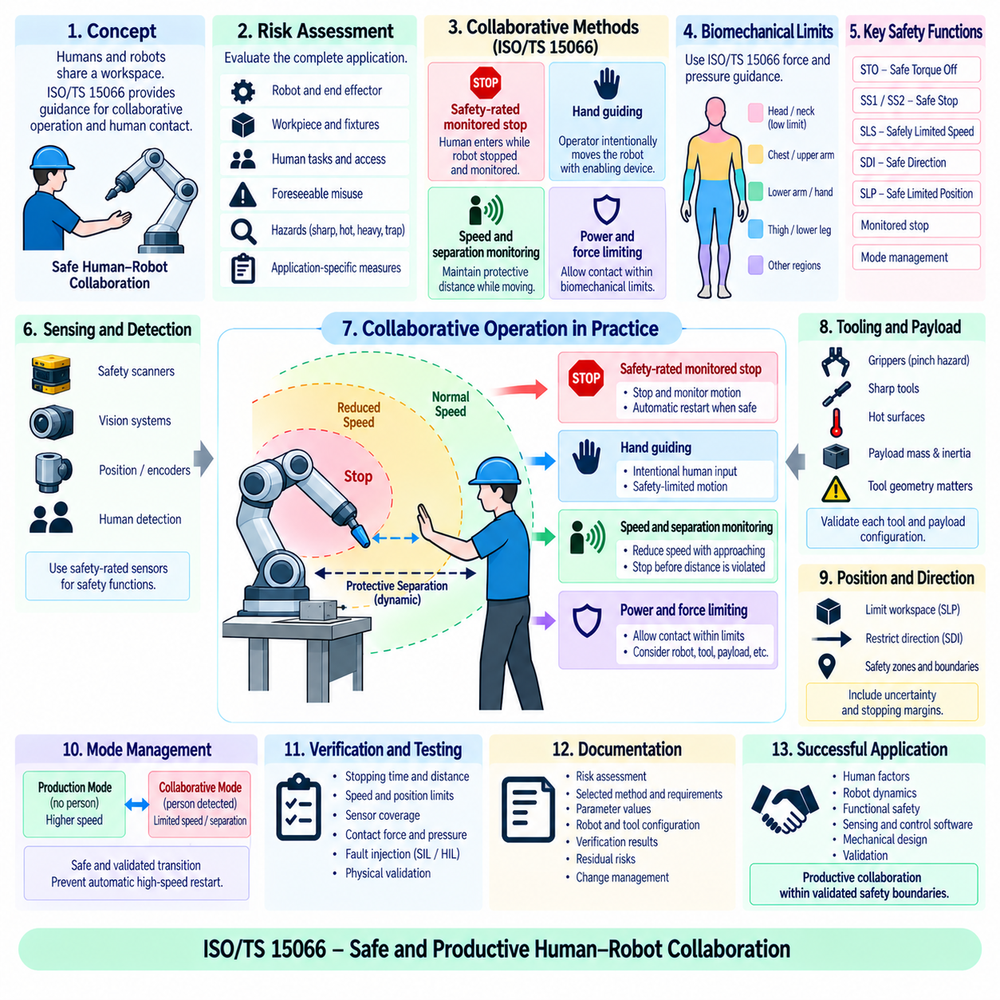 1. Concept
Humans and robots
share a workspace.
ISO/TS 15066 provides
guidance for collaborative
operation and human contact.
Safe Human–Robot
Collaboration
2. Risk Assessment
Evaluate the complete application.
Robot and end effector
Workpiece and fixtures
Human tasks and access
Foreseeable misuse
Hazards (sharp, hot, heavy, trap)
Application-specific measures
3. Collaborative Methods
(ISO/TS 15066)
STOP
Safety-rated
monitored stop
Human enters while
robot stopped
and monitored.
Hand guiding
Operator intentionally
moves the robot
with enabling device.
Speed and
separation monitoring
Maintain protective
distance while moving.
Power and
force limiting
Allow contact within
biomechanical limits.
4. Biomechanical Limits
Use ISO/TS 15066 force and
pressure guidance.
Head / neck
(low limit)
Chest / upper arm
Lower arm / hand
Thigh / lower leg
Other regions
5. Key Safety Functions
STO – Safe Torque Off
SS1 / SS2 – Safe Stop
SLS – Safely Limited Speed
SDI – Safe Direction
SLP – Safe Limited Position
Monitored stop
Mode management
6. Sensing and Detection
Safety scanners
Vision systems
Position / encoders
Human detection
Use safety-rated sensors
for safety functions.
7. Collaborative Operation in Practice
Normal
Speed
Reduced
Speed
Stop
Protective Separation
(dynamic)
STOP
Safety-rated monitored stop
• Stop and monitor motion
• Automatic restart when safe
Hand guiding
• Intentional human input
• Safety-limited motion
Speed and separation monitoring
• Reduce speed with approaching
• Stop before distance is violated
Power and force limiting
• Allow contact within limits
• Consider robot, tool, payload, etc.
8. Tooling and Payload
Grippers (pinch hazard)
Sharp tools
Hot surfaces
Payload mass & inertia
Tool geometry matters
Validate each tool and payload
configuration.
9. Position and Direction
Limit workspace (SLP)
Restrict direction (SDI)
Safety zones and boundaries
Include uncertainty
and stopping margins.
10. Mode Management
Production Mode
(no person)
Higher speed
Collaborative Mode
(person detected)
Limited speed / separation
Safe and validated transition
Prevent automatic high-speed restart.
11. Verification and Testing
• Stopping time and distance
• Speed and position limits
• Sensor coverage
• Contact force and pressure
• Fault injection (SIL / HIL)
• Physical validation
12. Documentation
• Risk assessment
• Selected method and requirements
• Parameter values
• Robot and tool configuration
• Verification results
• Residual risks
• Change management
13. Successful Application
• Human factors
• Robot dynamics
• Functional safety
• Sensing and control software
• Mechanical design
• Validation
Productive collaboration
within validated safety boundaries.
ISO/TS 15066 – Safe and Productive Human–Robot Collaboration